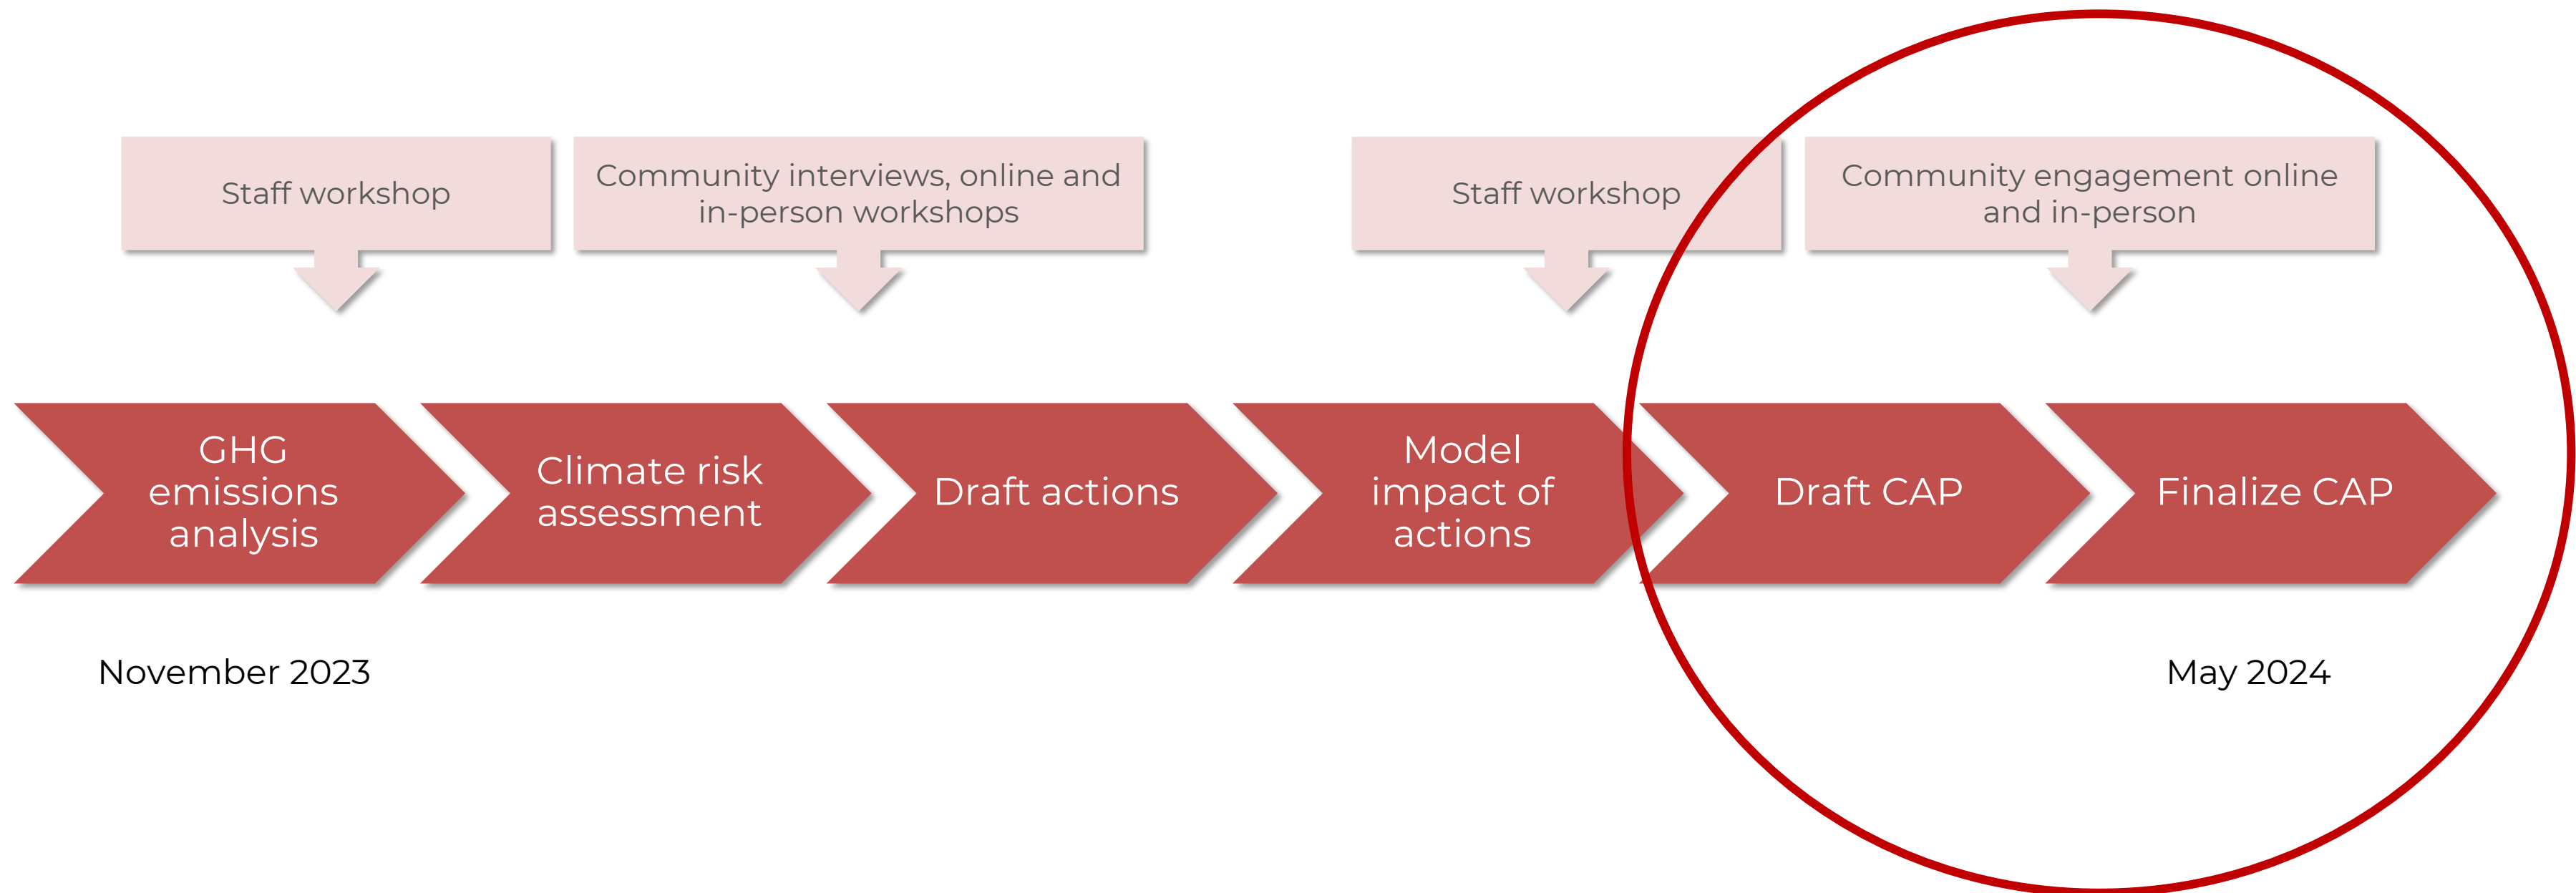 Staff workshop
Community interviews, online and
in-person workshops
Staff workshop
Community engagement online
and in-person
GHG
emissions
analysis
Climate risk
assessment
Draft actions
Model
impact of
actions
Draft CAP
Finalize CAP
November 2023
May 2024